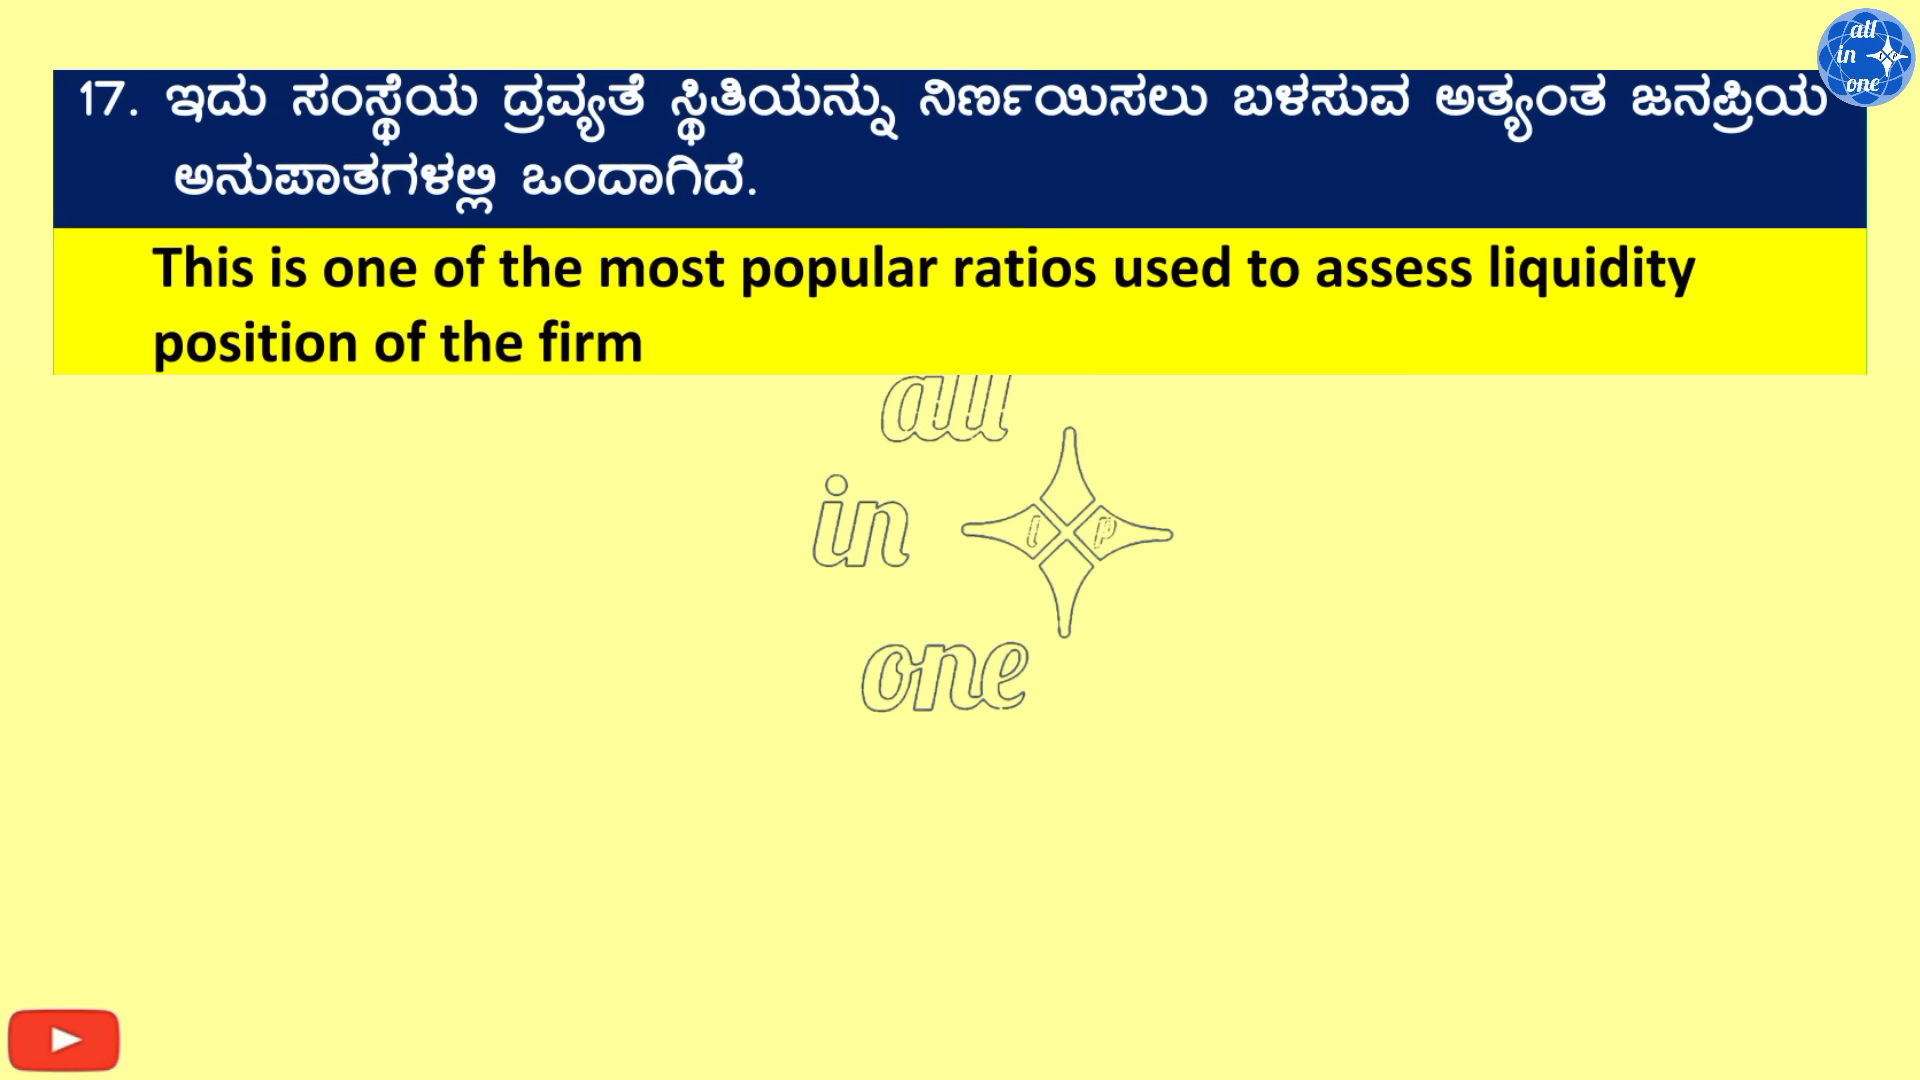 all
in
one
17. ಇದು ಸಂಸ್ಥೆಯ ದ್ರವ್ಯತೆ ಸ್ಥಿತಿಯನ್ನು ನಿರ್ಣಯಿಸಲು ಬಳಸುವ ಅತ್ಯಂತ ಜನಪ್ರಿಯ
ಅನುಪಾತಗಳಲ್ಲಿ ಒಂದಾಗಿದೆ.
This is one of the most popular ratios used to assess liquidity
position of the firm
all
in
I P
one